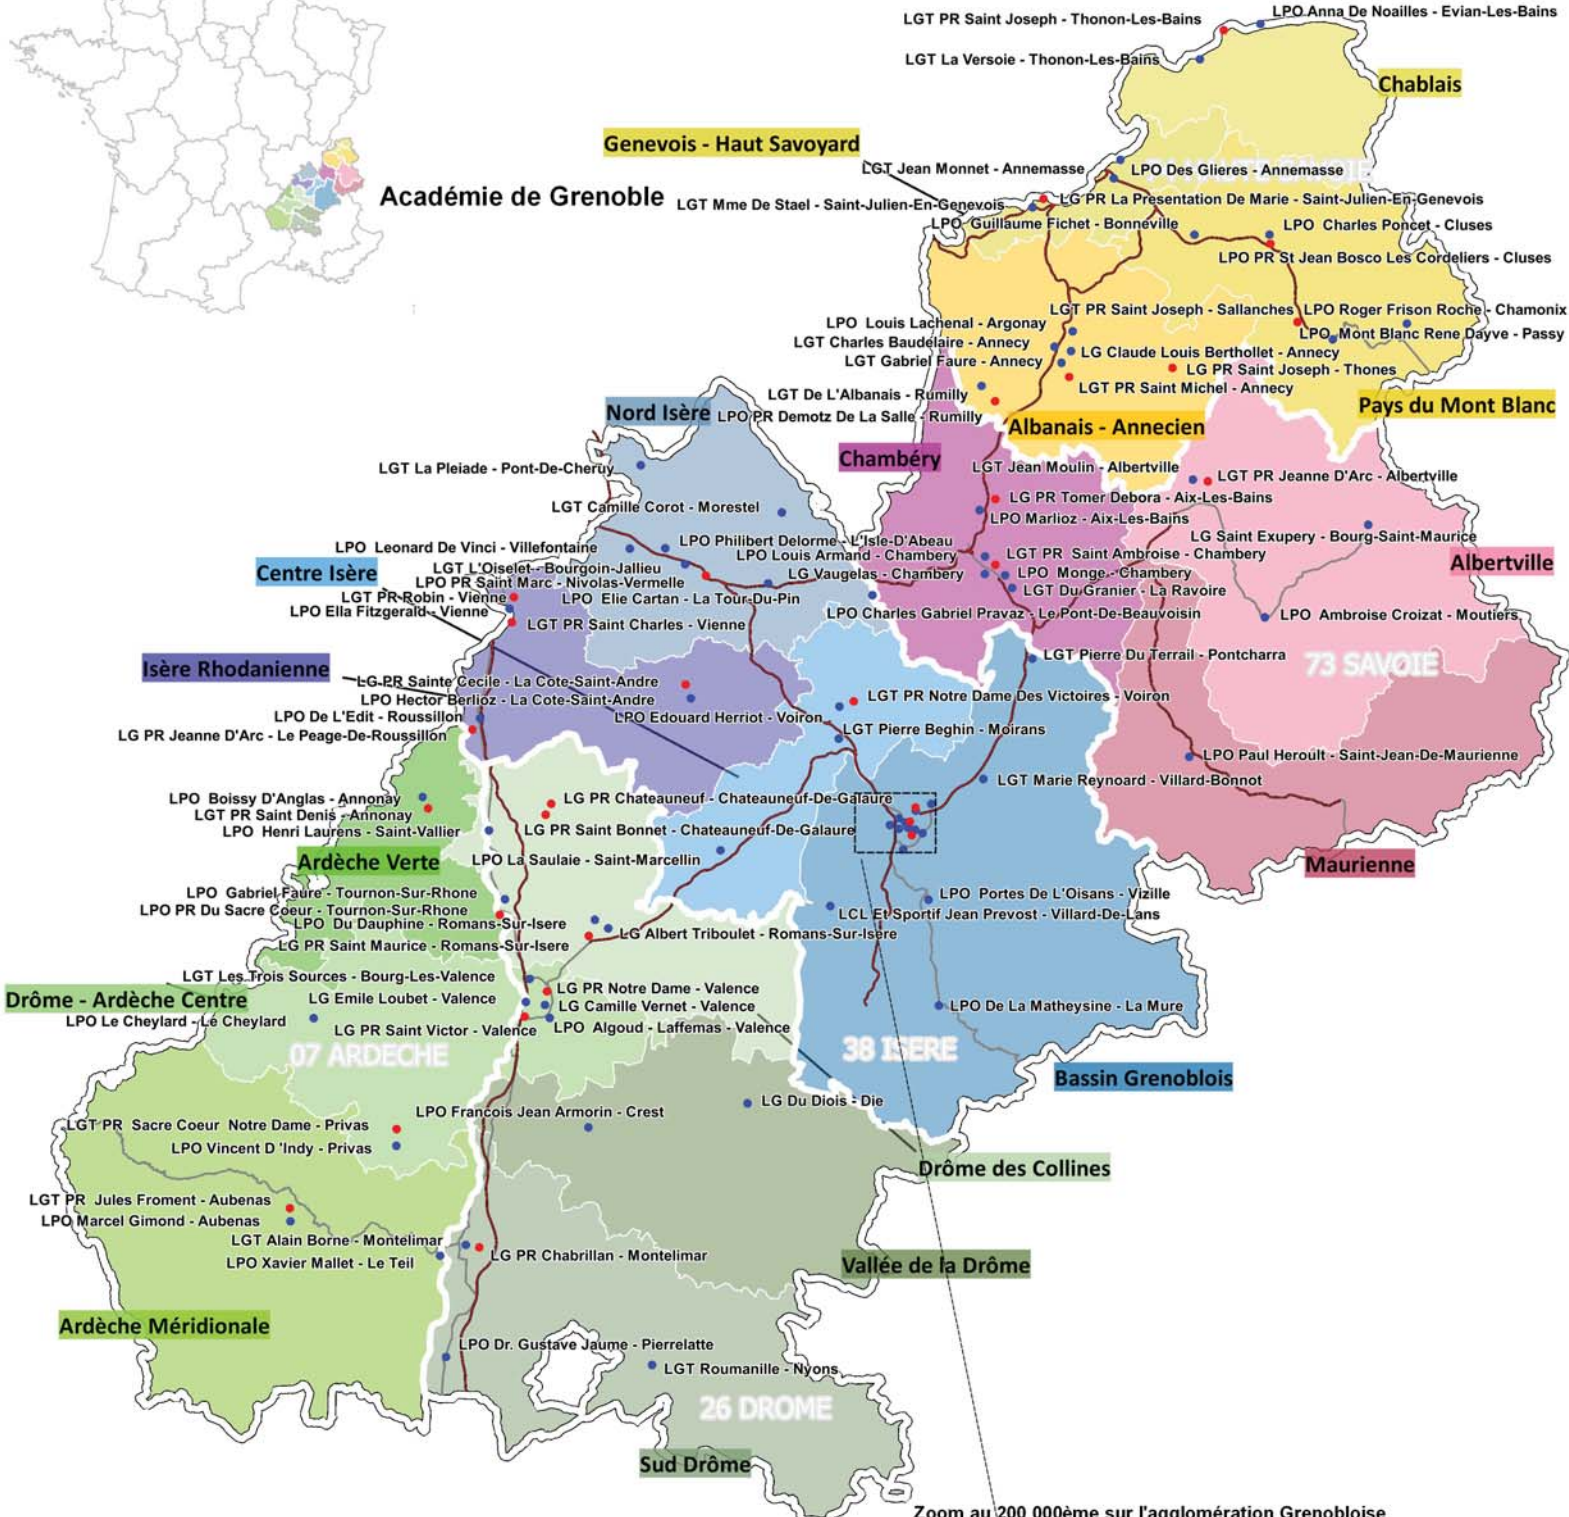 LPO Anna De Noailles - Evian-Les-Bains
LGT PR Saint Joseph - Thonon-Les-Bains
LGT La Versoie - Thonon-Les-Bains
Chablais
Genevois - Haut Savoyard
LGT Jean Monnet - Annemasse
LPO Des Glieres - Annemasse
74 HAUTE SAVOIE
Académie de Grenoble
LGT Mme De Stael - Saint-Julien-En-Genevois
LG PR La Presentation De Marie - Saint-Julien-En-Genevois
LPO Guillaume Fichet - Bonneville
LPO Charles Poncet - Cluses
LPO PR St Jean Bosco Les Cordeliers - Cluses
LGT PR Saint Joseph - Sallanches
LPO Roger Frison Roche - Chamonix
LPO Louis Lachenal - Argonay
LPO Mont Blanc Rene Dayve - Passy
LGT Charles Baudelaire - Annecy
LG Claude Louis Berthollet - Annecy
LGT Gabriel Faure - Annecy
LG PR Saint Joseph - Thones
LGT PR Saint Michel - Annecy
LGT De L'Albanais - Rumilly
Pays du Mont Blanc
Nord Isère
LPO PR Demotz De La Salle - Rumilly
Albanais - Annecien
Chambéry
LGT La Pleiade - Pont-De-Cheruy
LGT Jean Moulin - Albertville
LGT PR Jeanne D'Arc - Albertville
LG PR Tomer Debora - Aix-Les-Bains
LGT Camille Corot - Morestel
LPO Marlioz - Aix-Les-Bains
LG Saint Exupery - Bourg-Saint-Maurice
LPO Philibert Delorme - L'Isle-D'Abeau
LPO Leonard De Vinci - Villefontaine
LPO Louis Armand - Chambery
LGT PR Saint Ambroise - Chambery
Albertville
Centre Isère
LGT L'Oiselet - Bourgoin-Jallieu
LG Vaugelas - Chambery
LPO Monge - Chambery
LPO PR Saint Marc - Nivolas-Vermelle
LGT Du Granier - La Ravoire
LGT PR Robin - Vienne
LPO Elie Cartan - La Tour-Du-Pin
LPO Ella Fitzgerald - Vienne
LPO Charles Gabriel Pravaz - Le Pont-De-Beauvoisin
LPO Ambroise Croizat - Moutiers
LGT PR Saint Charles - Vienne
LGT Pierre Du Terrail - Pontcharra
73 SAVOIE
Isère Rhodanienne
LG PR Sainte Cecile - La Cote-Saint-Andre
LPO Hector Berlioz - La Cote-Saint-Andre
LGT PR Notre Dame Des Victoires - Voiron
LPO De L'Edit - Roussillon
LPO Edouard Herriot - Voiron
LG PR Jeanne D'Arc - Le Peage-De-Roussillon
LGT Pierre Beghin - Moirans
LPO Paul Heroult - Saint-Jean-De-Maurienne
LGT Marie Reynoard - Villard-Bonnot
LPO Boissy D'Anglas - Annonay
LG PR Chateauneuf - Chateauneuf-De-Galaure
LGT PR Saint Denis - Annonay
LPO Henri Laurens - Saint-Vallier
LG PR Saint Bonnet - Chateauneuf-De-Galaure
Ardèche Verte
LPO La Saulaie - Saint-Marcellin
Maurienne
LPO Gabriel Faure - Tournon-Sur-Rhone
LPO Portes De L'Oisans - Vizille
LPO PR Du Sacre Coeur - Tournon-Sur-Rhone
LCL Et Sportif Jean Prevost - Villard-De-Lans
LPO Du Dauphine - Romans-Sur-Isere
LG Albert Triboulet - Romans-Sur-Isere
LG PR Saint Maurice - Romans-Sur-Isere
LGT Les Trois Sources - Bourg-Les-Valence
LG PR Notre Dame - Valence
Drôme - Ardèche Centre
LG Emile Loubet - Valence
LG Camille Vernet - Valence
LPO De La Matheysine - La Mure
LPO Le Cheylard - Le Cheylard
LG PR Saint Victor - Valence
LPO Algoud - Laffemas - Valence
07 ARDECHE
38 ISERE
Bassin Grenoblois
LG Du Diois - Die
LPO Francois Jean Armorin - Crest
LGT PR Sacre Coeur Notre Dame - Privas
LPO Vincent D 'Indy - Privas
Drôme des Collines
LGT PR Jules Froment - Aubenas
LPO Marcel Gimond - Aubenas
LGT Alain Borne - Montelimar
LG PR Chabrillan - Montelimar
LPO Xavier Mallet - Le Teil
Vallée de la Drôme
Ardèche Méridionale
LPO Dr. Gustave Jaume - Pierrelatte
LGT Roumanille - Nyons
26 DROME
Sud Drôme
Zoom au 200 000ème sur l'agglomération Grenobloise